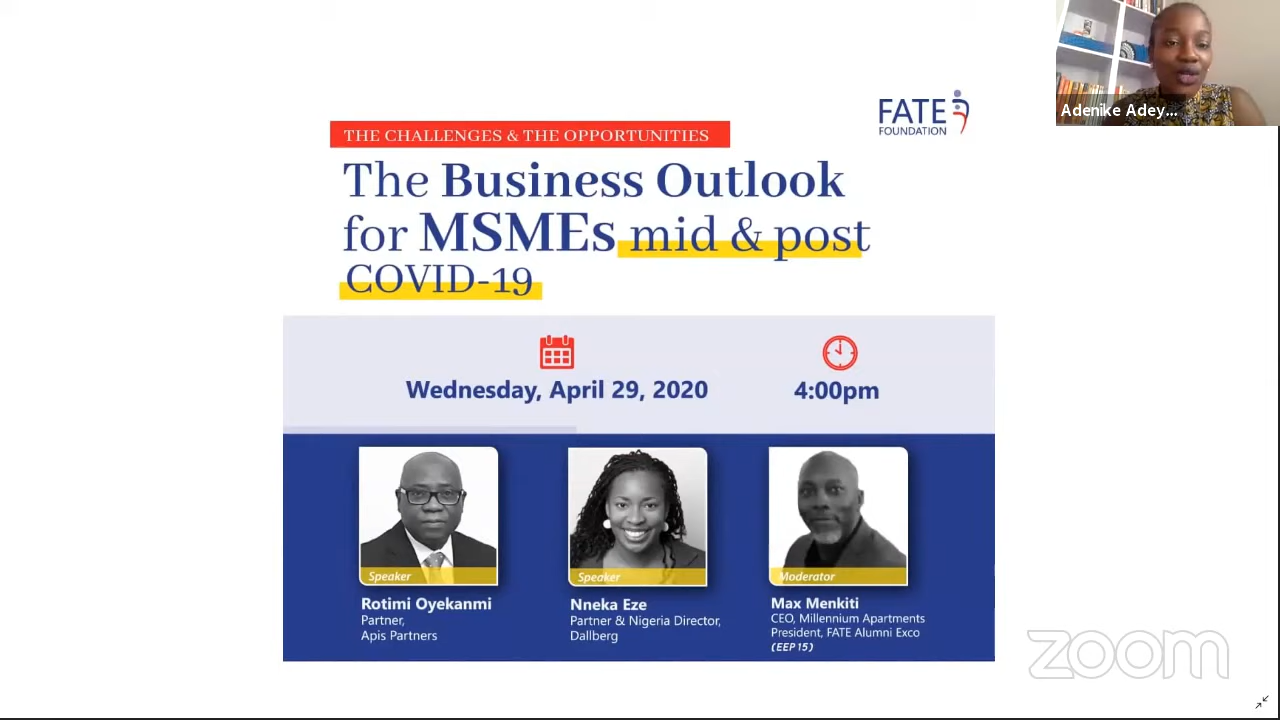 Adenike Adey...
FATE
FOUNDATION
THE CHALLENGES & THE OPPORTUNITIES
The Business Outlook
for MSMEs mid & post
COVID-19
Wednesday, April 29, 2020
4:00pm
Speaker
Rotimi Oyekanmi
Partner,
Apis Partners
Speaker
Nneka Eze
Partner & Nigeria Director,
Dallberg
Moderator
Max Menkiti
CEO, Millennium Apartments
President, FATE Alumni Exco
(EEP 15)
zoom